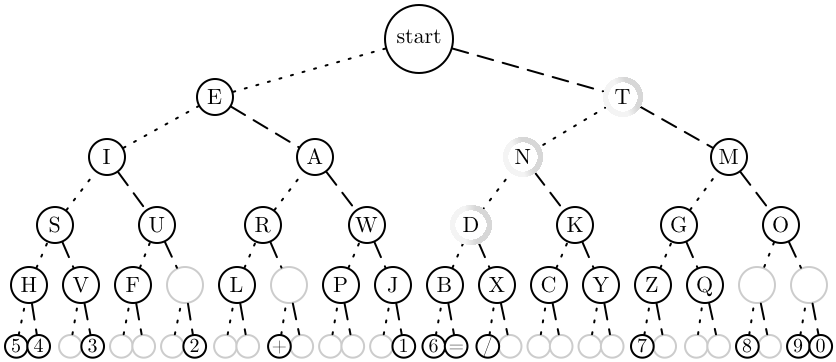 start
E T
I A N M
S U R W D K G O
H V F L P J B X C Y Z Q
5 4 3 2 + 1 6 = / 7 8 9 0